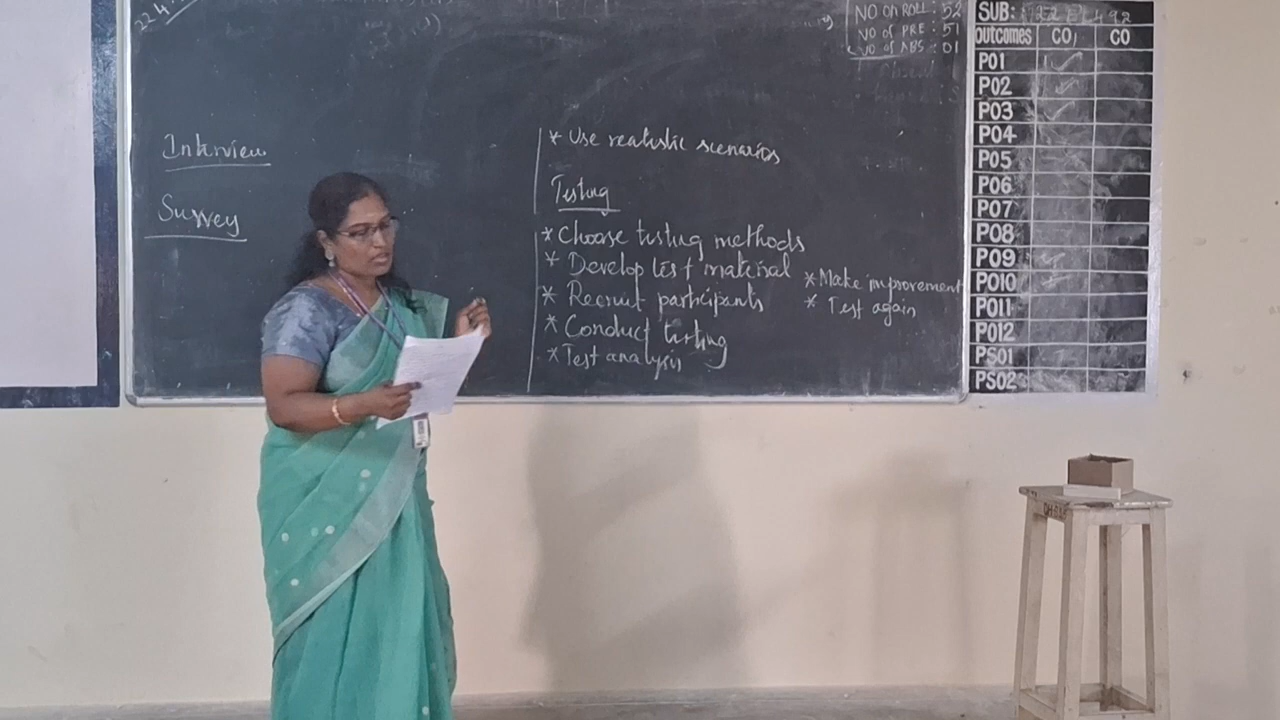 22.4.
NO ON ROLL : 52
NO OF PRE : 51
NO OF ABS : 01
Interview
Survey
* Use realistic scenarios
Testing
* Choose testing methods
* Develop test material
* Recruit participants
* Conduct testing
* Test analysis
* Make improvement
* Test again
SUB:
OUTCOMES CO1 CO
PO1 ✓
PO2 ✓
PO3 ✓
PO4
PO5
PO6
PO7
PO8
PO9 ✓
PO10 ✓
PO11
PO12
PSO1
PSO2